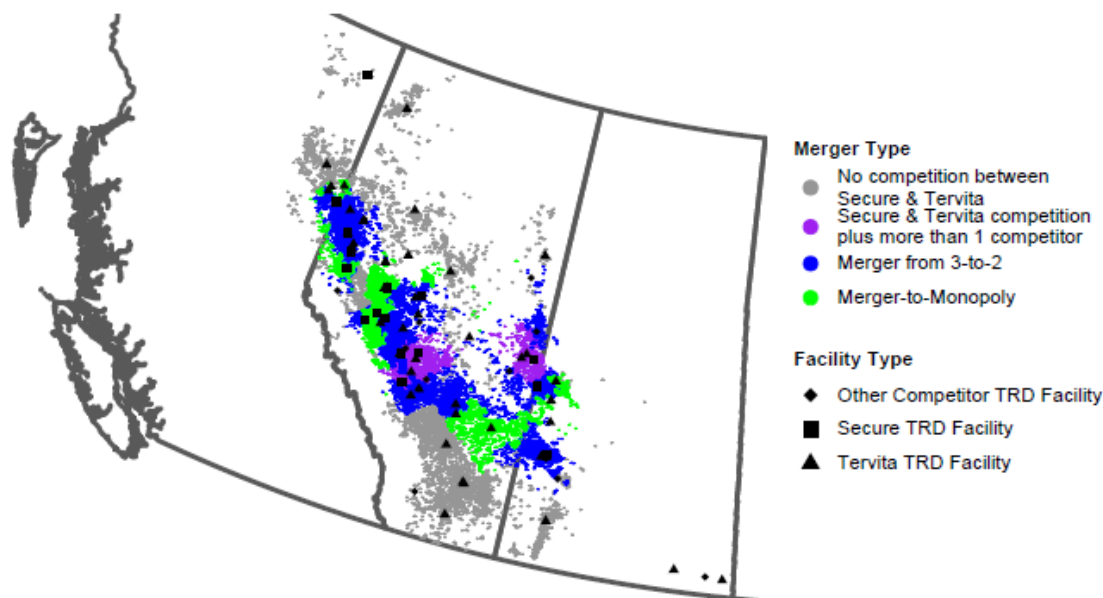 Merger Type
No competition between
Secure & Tervita
Secure & Tervita competition
plus more than 1 competitor
Merger from 3-to-2
Merger-to-Monopoly
Facility Type
Other Competitor TRD Facility
Secure TRD Facility
Tervita TRD Facility